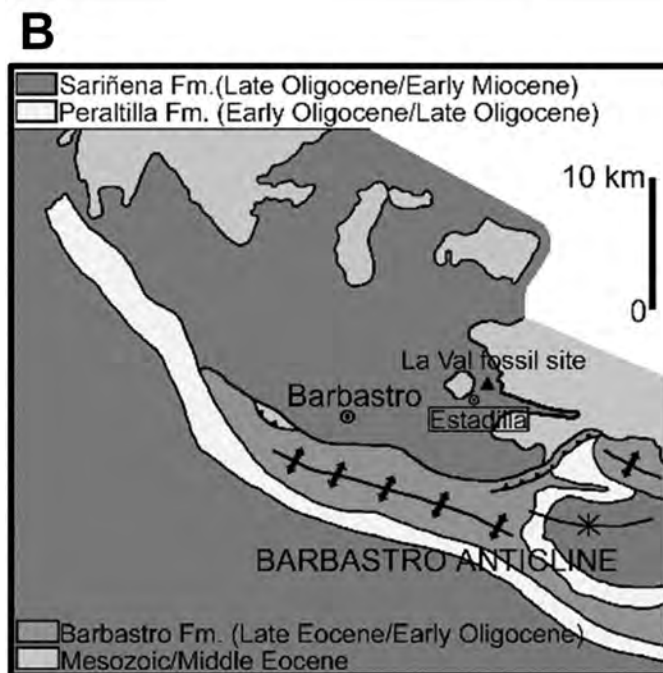 B
Sariñena Fm.(Late Oligocene/Early Miocene)
Peraltilla Fm. (Early Oligocene/Late Oligocene)
10 km
0
La Val fossil site
Barbastro
Estadilla
BARBASTRO ANTICLINE
Barbastro Fm. (Late Eocene/Early Oligocene)
Mesozoic/Middle Eocene